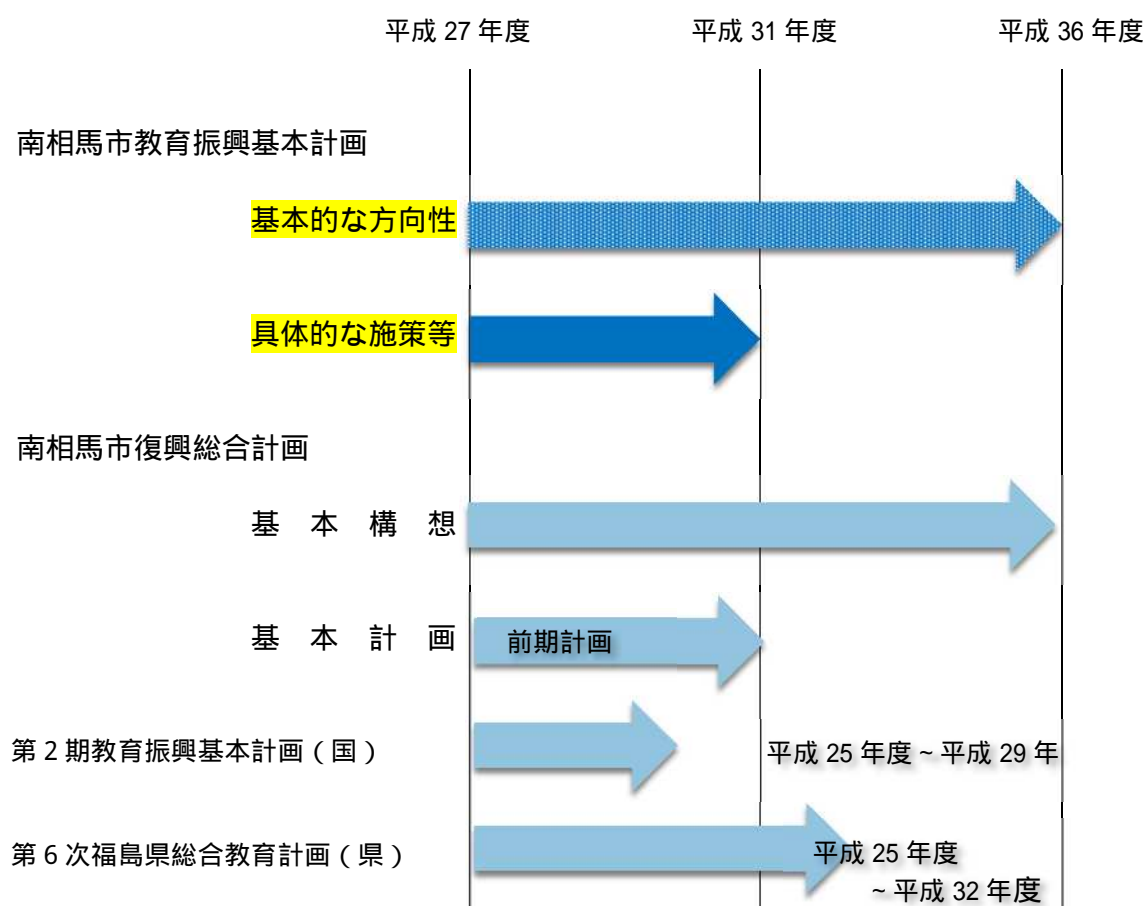 平成 27 年度 平成 31 年度 平成 36 年度
南相馬市教育振興基本計画
基本的な方向性
具体的な施策等
南相馬市復興総合計画
基 本 構 想
基 本 計 画 前期計画
第 2 期教育振興基本計画（国） 平成 25 年度 ~ 平成 29 年
第 6 次福島県総合教育計画（県） 平成 25 年度
~ 平成 32 年度